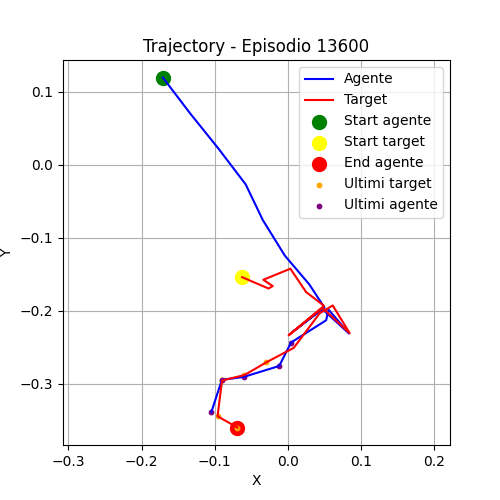 Trajectory - Episodio 13600
Agente
Target
Start agente
Start target
End agente
Ultimi target
Ultimi agente
Y
0.1
0.0
−0.1
−0.2
−0.3
−0.3
−0.2
−0.1
0.0
0.1
0.2
X